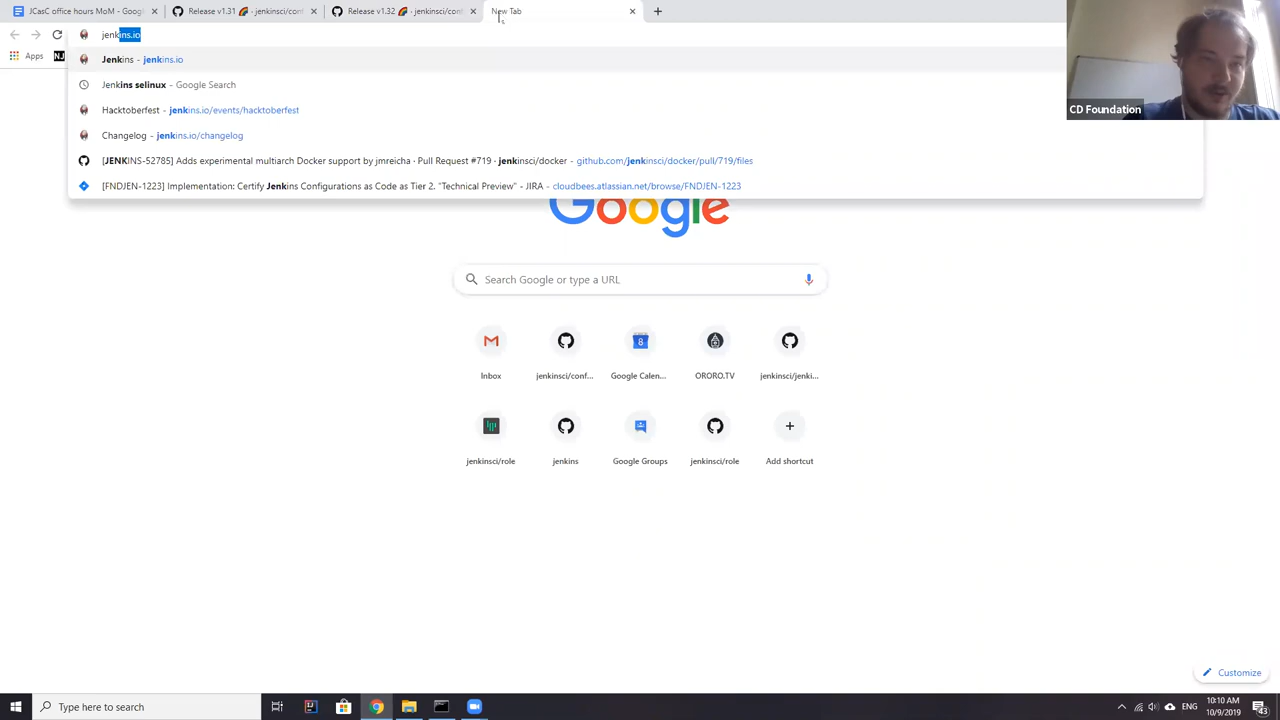 JCasC office hours MoM - Goog
Release v1.31 🌈 · jenkinsci/conf
Release v1.32 🌈 · jenkinsci/conf
New Tab
jenkins.io
Apps
NJ
Jenkins - jenkins.io
Jenkins selinux - Google Search
Hacktoberfest - jenkins.io/events/hacktoberfest
Changelog - jenkins.io/changelog
[JENKINS-52785] Adds experimental multiarch Docker support by jmreicha · Pull Request #719 · jenkinsci/docker - github.com/jenkinsci/docker/pull/719/files
[FNDJEN-1223] Implementation: Certify Jenkins Configurations as Code as Tier 2. "Technical Preview" - JIRA - cloudbees.atlassian.net/browse/FNDJEN-1223
CD Foundation
Google
Search Google or type a URL
8
Inbox
jenkinsci/conf...
Google Calen...
ORORO.TV
jenkinsci/jenki...
jenkinsci/role
jenkins
Google Groups
jenkinsci/role
Add shortcut
Customize
Type here to search
ENG
10:10 AM
10/9/2019
43